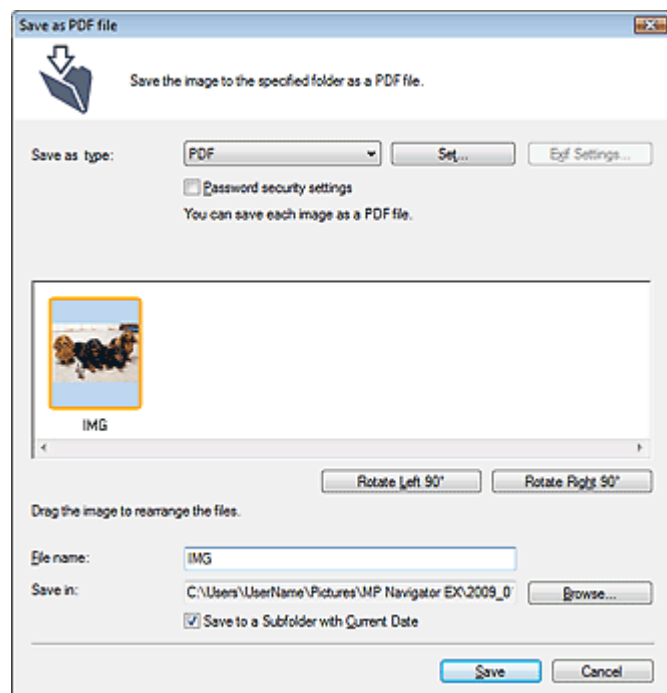 Save as PDF file
Save the image to the specified folder as a PDF file.
Save as type: PDF Set... Exif Settings...
Password security settings
You can save each image as a PDF file.
IMG
Rotate Left 90° Rotate Right 90°
Drag the image to rearrange the files.
File name: IMG
Save in: C:\Users\UserName\Pictures\MP Navigator EX\2009_0 Browse...
Save to a Subfolder with Current Date
Save Cancel